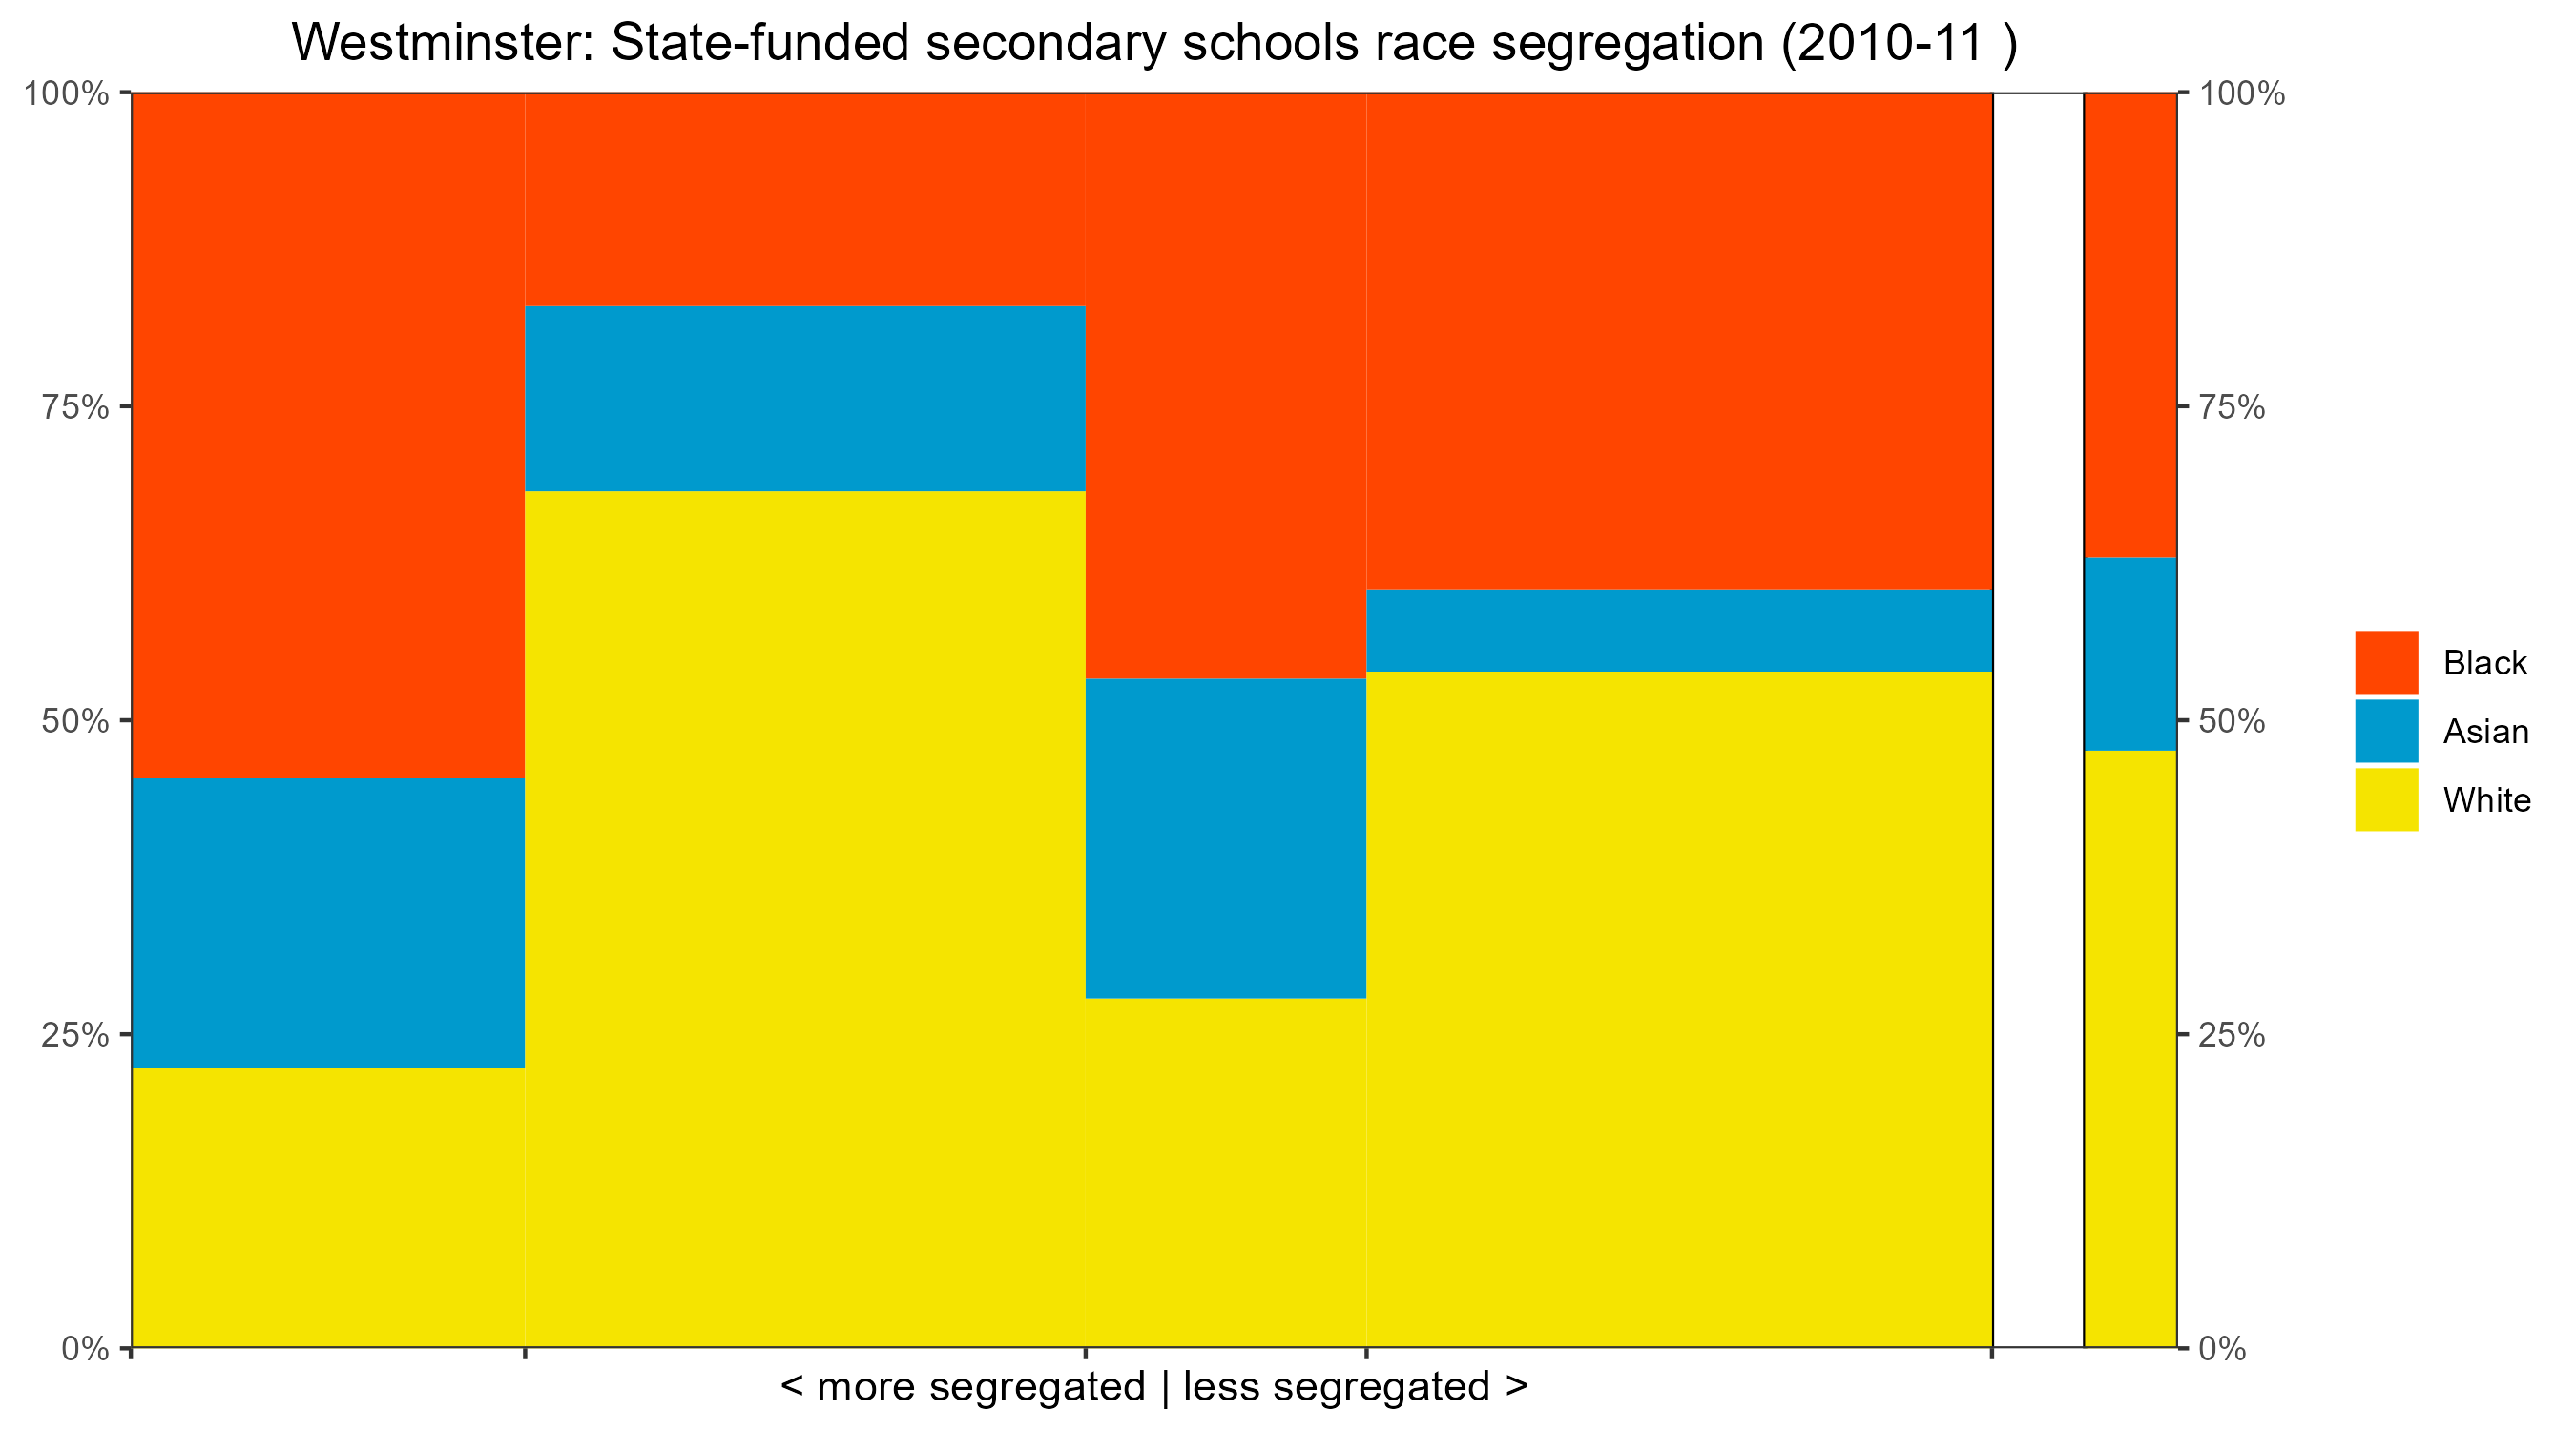 Westminster: State-funded secondary schools race segregation (2010-11 )
100%
75%
50%
25%
0%
100%
75%
50%
25%
0%
Black
Asian
White
< more segregated | less segregated >